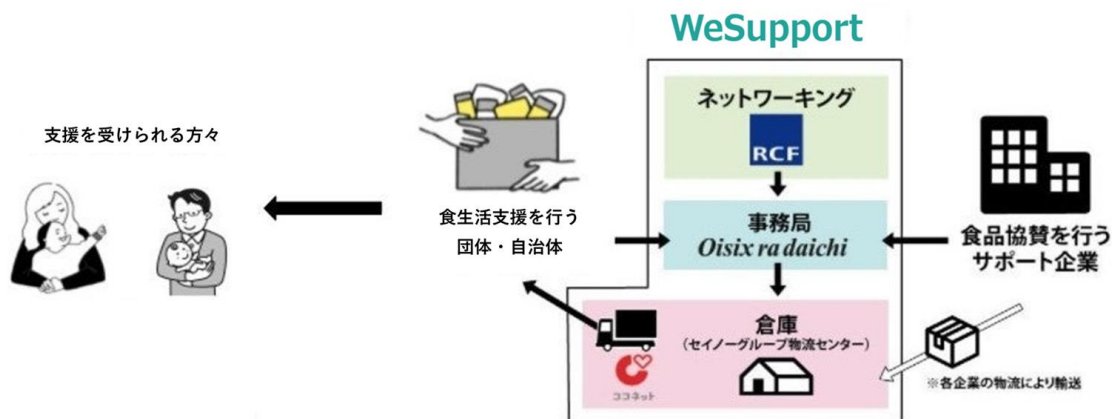 WeSupport
ネットワーキング
RCF
支援を受けられる方々
食生活支援を行う
団体・自治体
事務局
Oisix ra daichi
食品協賛を行う
サポート企業
倉庫
(セイノーグループ物流センター)
ココネット
※各企業の物流により輸送